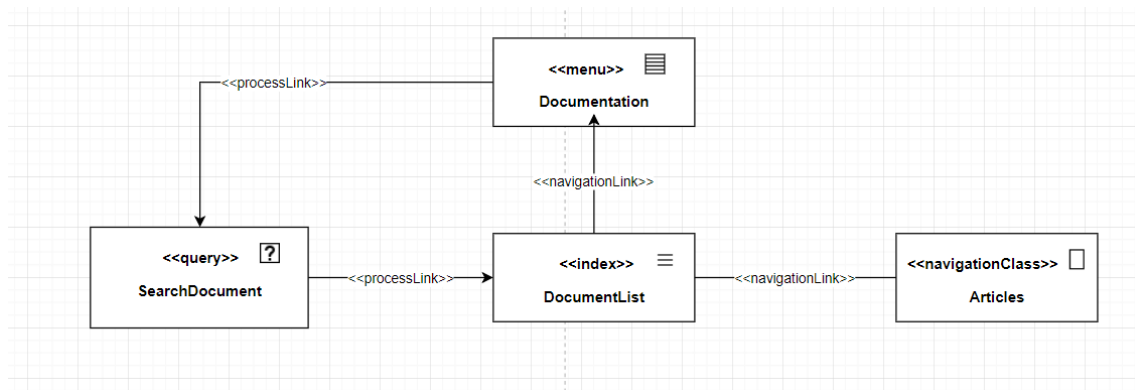 <<menu>>
Documentation
<<processLink>>
<<navigationLink>>
<<query>>
?
SearchDocument
<<processLink>>
<<index>>
DocumentList
<<navigationLink>>
<<navigationClass>>
Articles